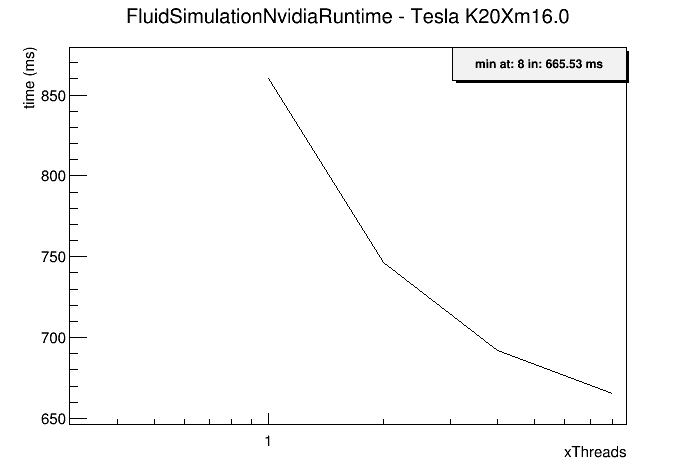 FluidSimulationNvidiaRuntime - Tesla K20Xm16.0
time (ms)
min at: 8 in: 665.53 ms
850
800
750
700
650
1
xThreads